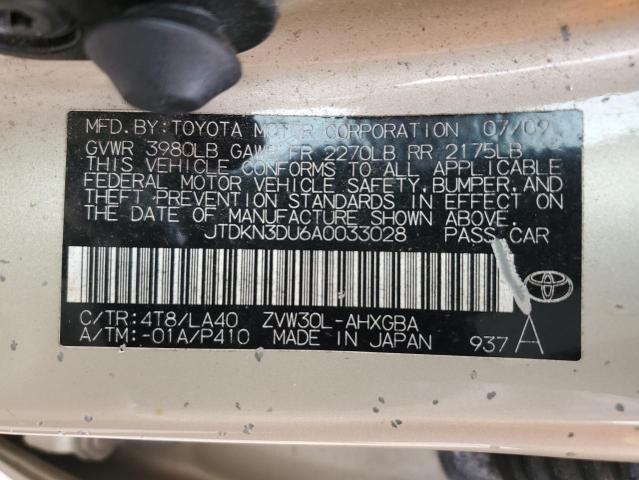 MFD.BY:TOYOTA MOTOR CORPORATION 07/09
GVWR 3980LB GAWR FR 2270LB RR 2175LB
THIS VEHICLE CONFORMS TO ALL APPLICABLE
FEDERAL MOTOR VEHICLE SAFETY,BUMPER,AND
THEFT PREVENTION STANDARDS IN EFFECT ON
THE DATE OF MANUFACTURE SHOWN ABOVE.
JTDKN3DU6A0033028 PASS.CAR
C/TR:4T8/LA40 ZVW30L-AHXGBA
A/TM:-01A/P410 MADE IN JAPAN 937 A